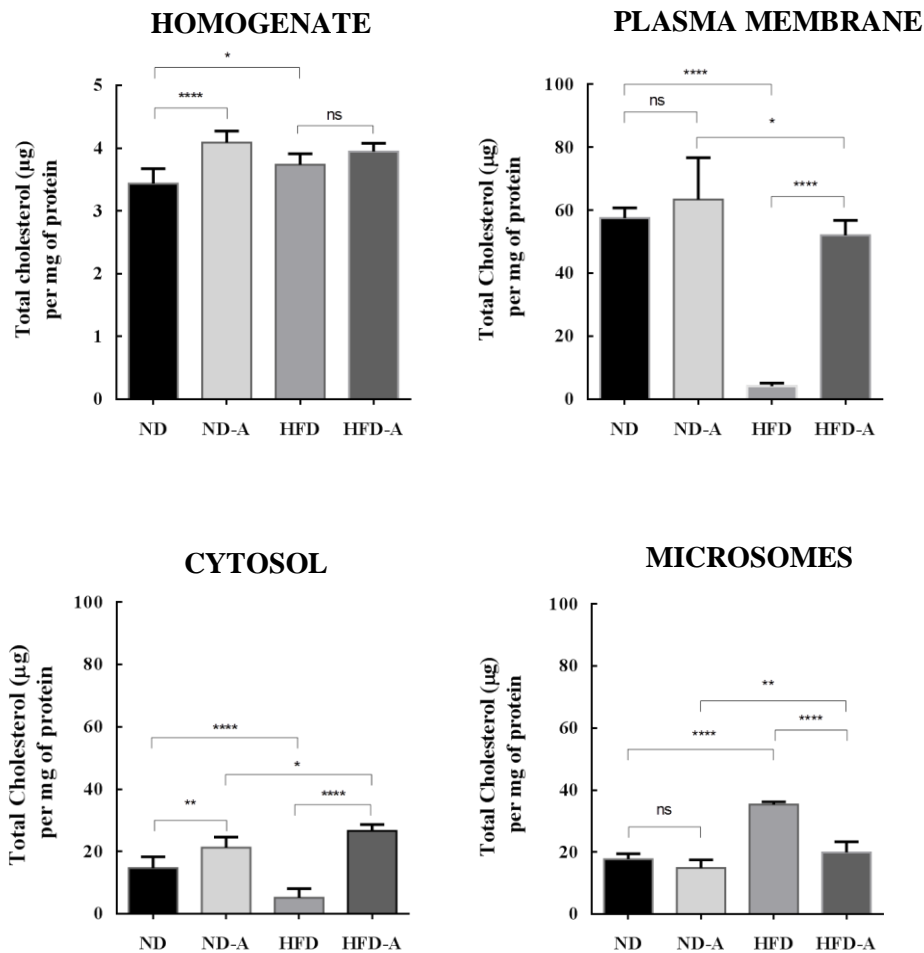 HOMOGENATE
Total cholesterol (µg)
per mg of protein
5
4
3
2
1
0
*
****
ns
ND ND-A HFD HFD-A
PLASMA MEMBRANE
Total Cholesterol (µg)
per mg of protein
100
80
60
40
20
0
****
ns
*
****
ND ND-A HFD HFD-A
CYTOSOL
Total Cholesterol (µg)
per mg of protein
100
80
60
40
20
0
****
*
**
****
ND ND-A HFD HFD-A
MICROSOMES
Total Cholesterol (µg)
per mg of protein
100
80
60
40
20
0
**
****
****
ns
ND ND-A HFD HFD-A